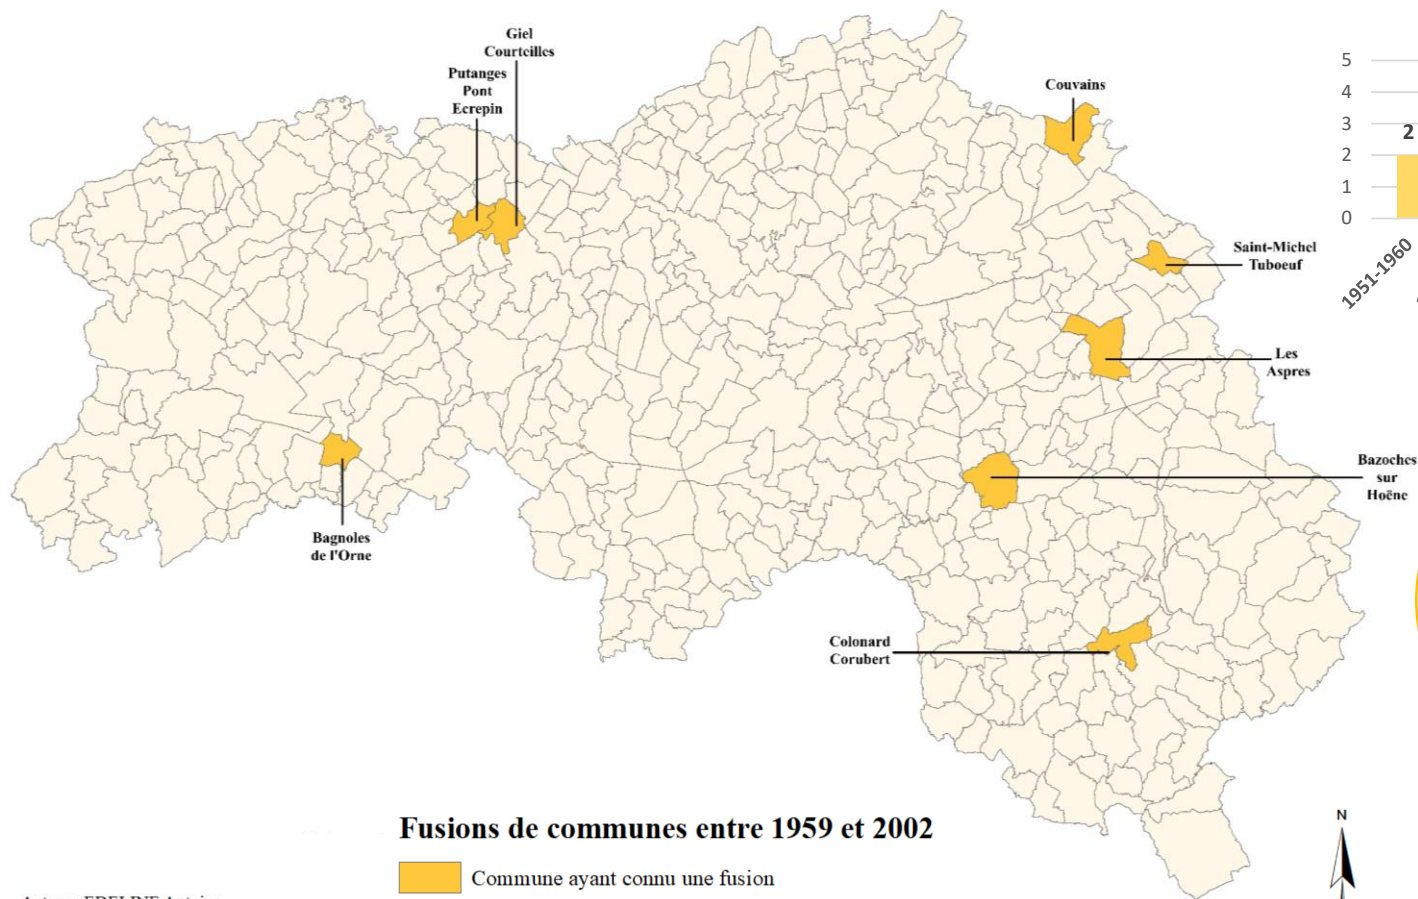 Giel
Courteilles
Putanges
Pont
Ecrepin
Couvains
5
4
3
2
2
1
0
1951-1960
Saint-Michel
Tuboeuf
Les
Aspres
Bazoches
sur
Hoëne
Bagnoles
de l'Orne
Colonard
Corubert
N
Fusions de communes entre 1959 et 2002
Commune ayant connu une fusion